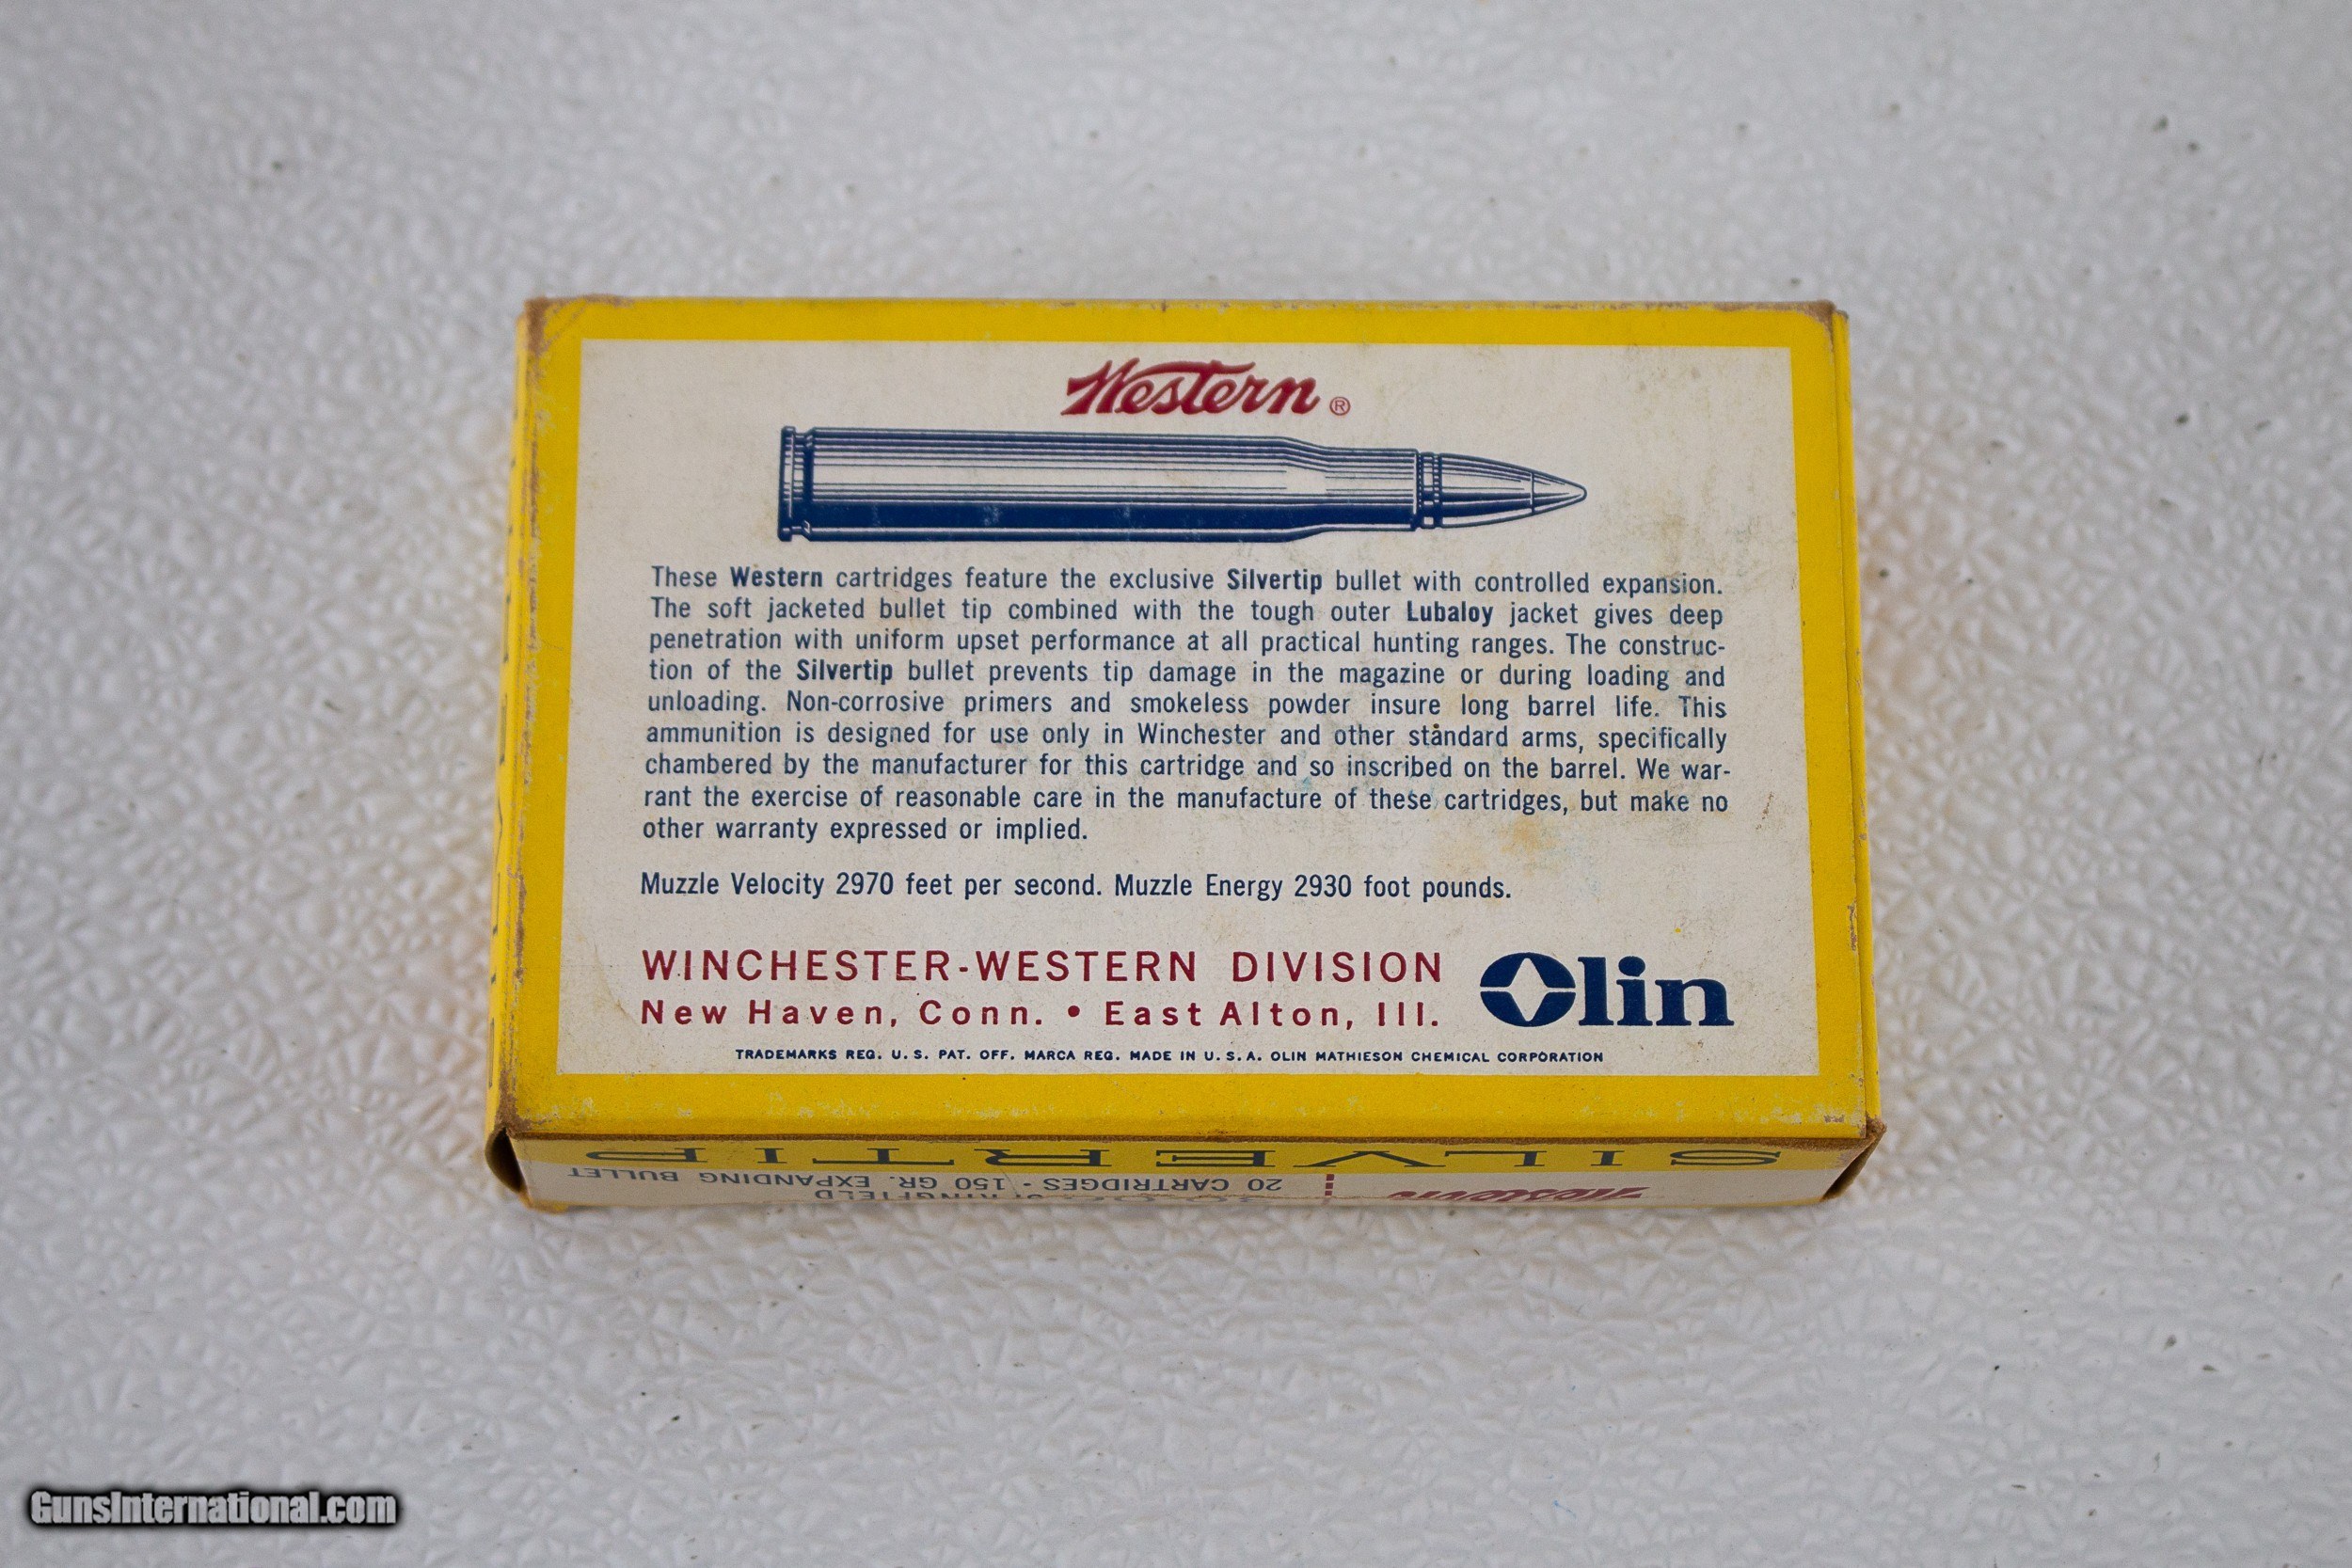 Western ®
These Western cartridges feature the exclusive Silvertip bullet with controlled expansion.
The soft jacketed bullet tip combined with the tough outer Lubaloy jacket gives deep
penetration with uniform upset performance at all practical hunting ranges. The construc-
tion of the Silvertip bullet prevents tip damage in the magazine or during loading and
unloading. Non-corrosive primers and smokeless powder insure long barrel life. This
ammunition is designed for use only in Winchester and other standard arms, specifically
chambered by the manufacturer for this cartridge and so inscribed on the barrel. We war-
rant the exercise of reasonable care in the manufacture of these cartridges, but make no
other warranty expressed or implied.
Muzzle Velocity 2970 feet per second. Muzzle Energy 2930 foot pounds.
WINCHESTER-WESTERN DIVISION
New Haven, Conn. • East Alton, Ill.
Olin
TRADEMARKS REG. U. S. PAT. OFF. MARCA REG. MADE IN U. S. A. OLIN MATHIESON CHEMICAL CORPORATION
SILVERTIP
20 CARTRIDGES - 150 GR. EXPANDING BULLET
Western
SPRINGFIELD
GunsInternational.com